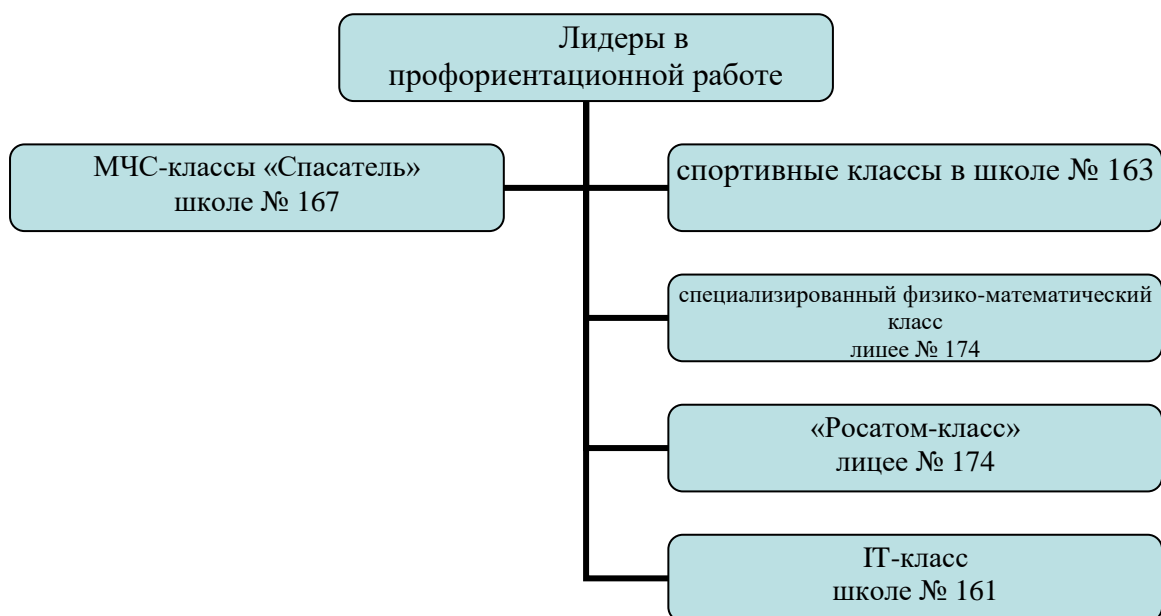 Лидеры в
профориентационной работе
МЧС-классы «Спасатель»
школе № 167
спортивные классы в школе № 163
специализированный физико-математический
класс
лицее № 174
«Росатом-класс»
лицее № 174
IT-класс
школе № 161